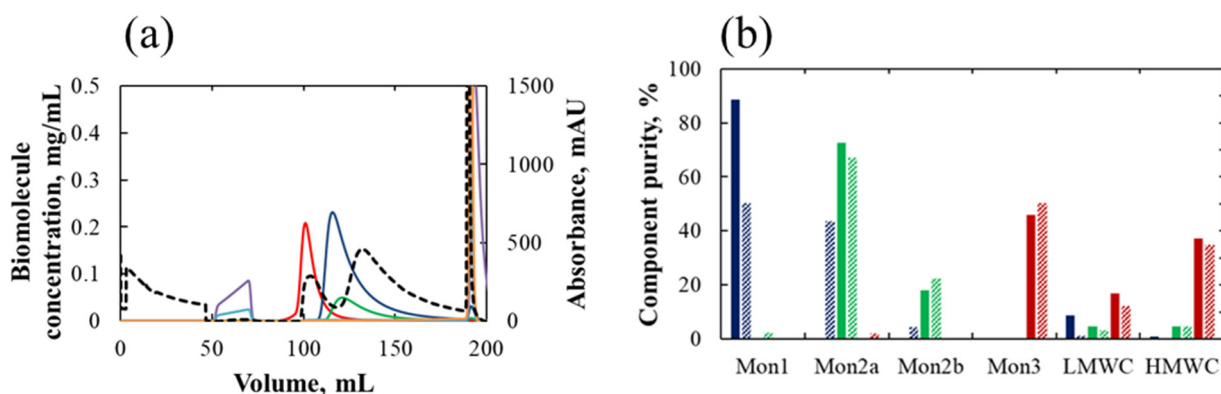 (a)
Biomolecule
concentration, mg/mL
0.5
0.4
0.3
0.2
0.1
0
1500
1000
500
0
Absorbance, mAU
0 50 100 150 200
Volume, mL
(b)
Component purity, %
100
80
60
40
20
0
Mon1 Mon2a Mon2b Mon3 LMWC HMWC